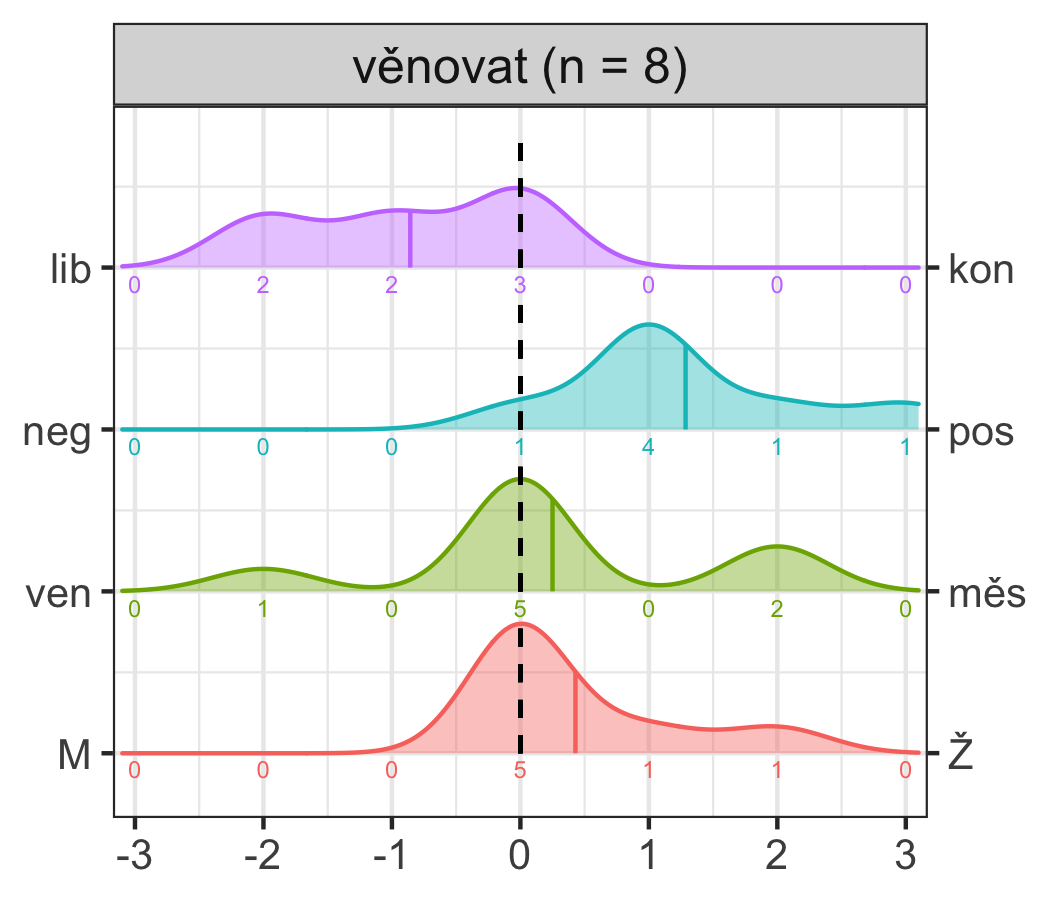 věnovat (n = 8)
lib kon
0 2 2 3 0 0 0
neg pos
0 0 0 1 4 1 1
ven měs
0 1 0 5 0 2 0
M Ž
0 0 0 5 1 1 0
-3 -2 -1 0 1 2 3